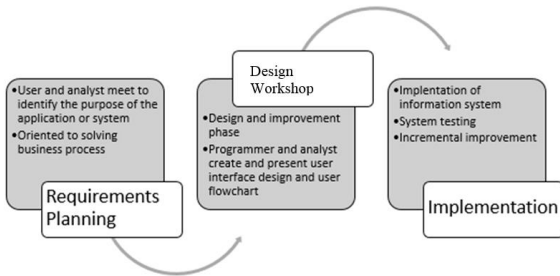 •User and analyst meet to
identify the purpose of the
application or system
•Oriented to solving
business process
Requirements
Planning
Design
Workshop
•Design and improvement
phase
•Programmer and analyst
create and present user
interface design and user
flowchart
•Implentation of
information system
•System testing
•Incremental improvement
Implementation